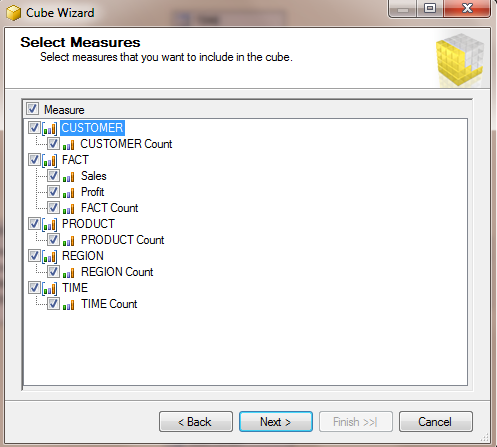 Cube Wizard
Select Measures
Select measures that you want to include in the cube.
Measure
CUSTOMER
CUSTOMER Count
FACT
Sales
Profit
FACT Count
PRODUCT
PRODUCT Count
REGION
REGION Count
TIME
TIME Count
< Back Next > Finish >>| Cancel